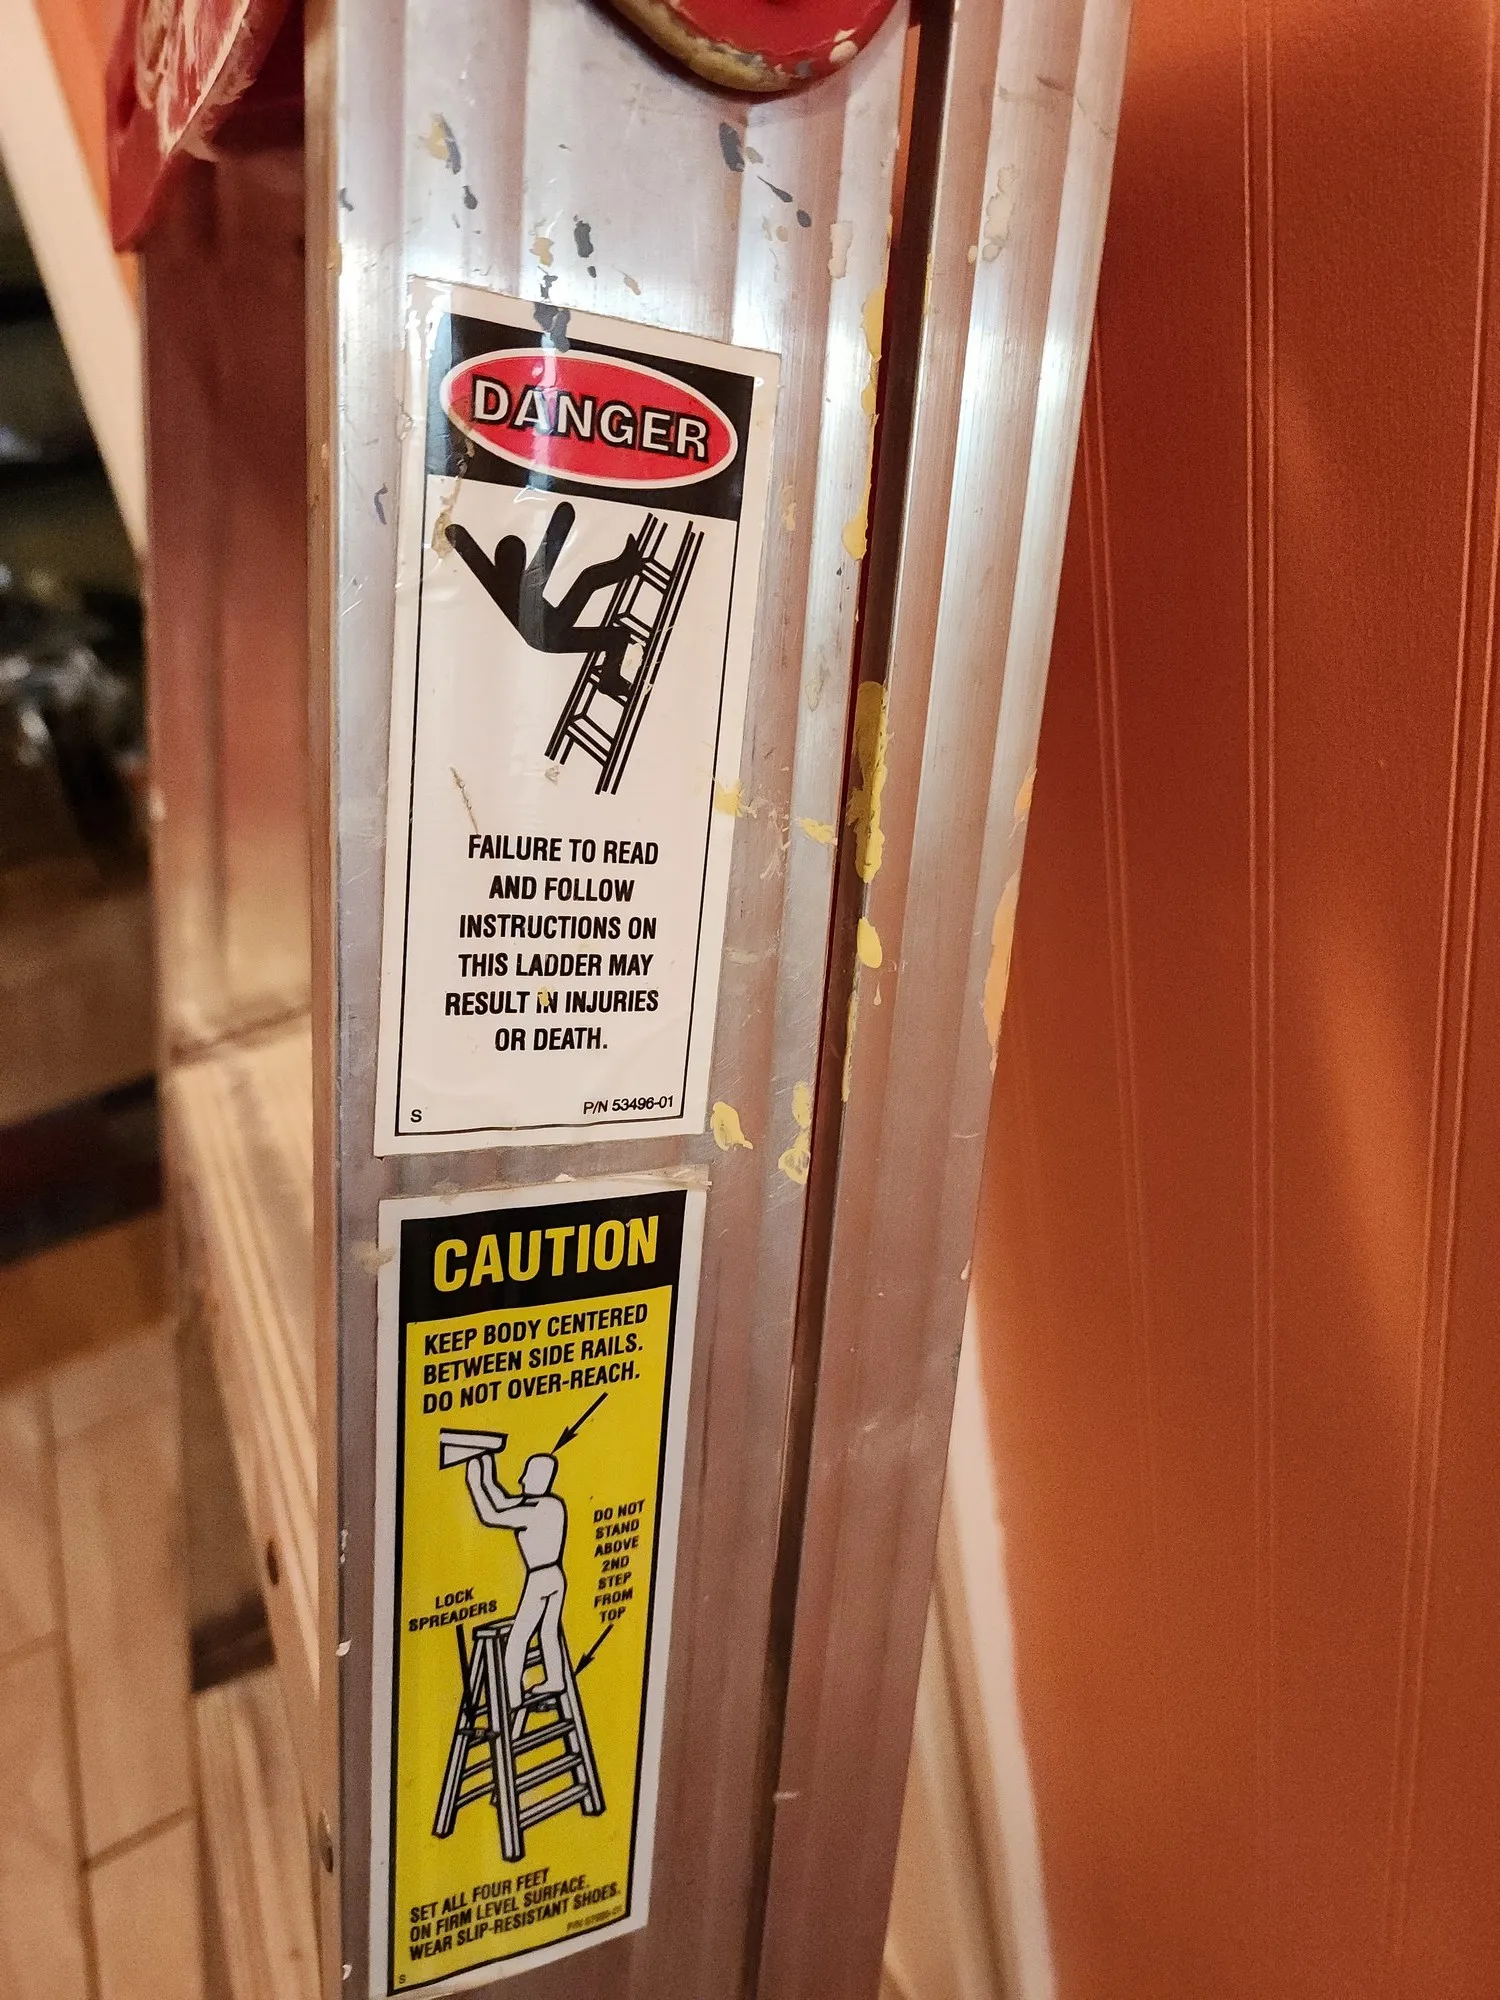 DANGER
FAILURE TO READ
AND FOLLOW
INSTRUCTIONS ON
THIS LADDER MAY
RESULT IN INJURIES
OR DEATH.
S
P/N 53496-01
CAUTION
KEEP BODY CENTERED
BETWEEN SIDE RAILS.
DO NOT OVER-REACH.
DO NOT
STAND
ABOVE
2ND
STEP
FROM
TOP
LOCK
SPREADERS
SET ALL FOUR FEET
ON FIRM LEVEL SURFACE.
WEAR SLIP-RESISTANT SHOES.
P/N
S